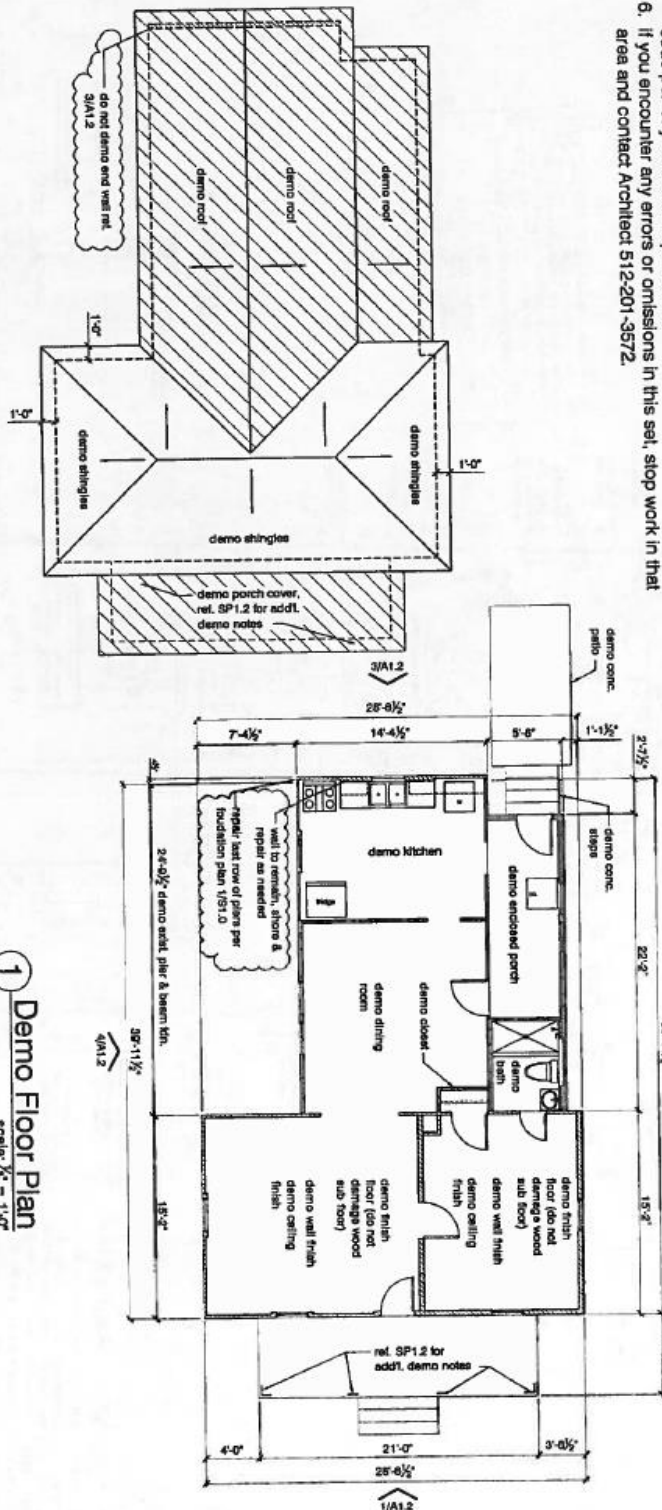 6. if you encounter any errors or omissions in this set, stop work in that
area and contact Architect 512-201-3572.
do not demo end wall ref.
3/A1.2
demo roof
demo roof
demo roof
1'-0"
1'-0"
1'-0"
demo shingles
demo shingles
demo shingles
demo porch cover,
ref. SP1.2 for add'l.
demo notes
3/A1.2
demo conc.
patio
demo conc.
steps
28'-6½"
7'-4½"
14'-4½"
5'-6"
1'-1½"
2'-7½"
22'-2"
15'-2"
wall to remain, shore &
repair as needed
repair last row of piers per
foundation plan 1/S1.0
demo kitchen
fridge
demo enclosed porch
demo dining
room
demo closet
demo
bath
24'-9½" demo exist. pier & beam fdn.
15'-2"
39'-11½"
4/A1.2
demo finish
floor (do not
damage wood
sub floor)
demo wall finish
demo ceiling
finish
demo finish
floor (do not
damage wood
sub floor)
demo wall finish
demo ceiling
finish
ref. SP1.2 for
add'l. demo notes
4'-0"
21'-0"
3'-6½"
28'-6½"
1/A1.2
1 Demo Floor Plan
scale: ⅛" = 1'-0"